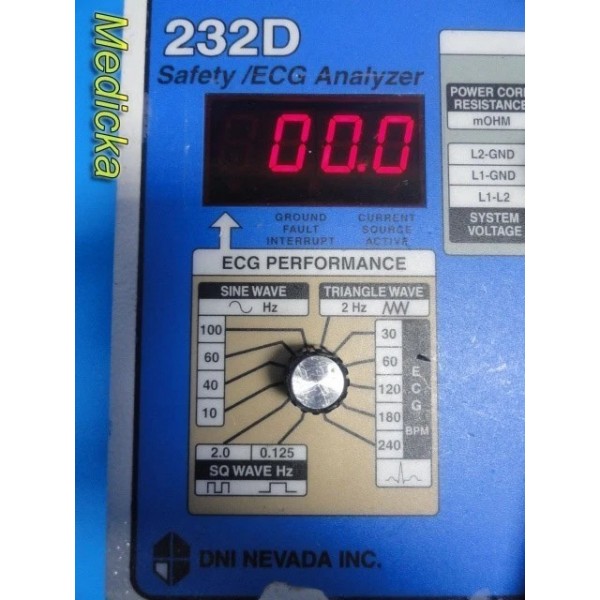 Medicka
232D
Safety /ECG Analyzer
00.0
GROUND FAULT INTERRUPT
CURRENT SOURCE ACTIVE
POWER CORD
RESISTANCE
mOHM
L2-GND
L1-GND
L1-L2
SYSTEM
VOLTAGE
ECG PERFORMANCE
SINE WAVE
Hz
TRIANGLE WAVE
2 Hz
100
60
40
10
30
60
120
180
240
ECG
BPM
2.0
0.125
SQ WAVE Hz
DNI NEVADA INC.